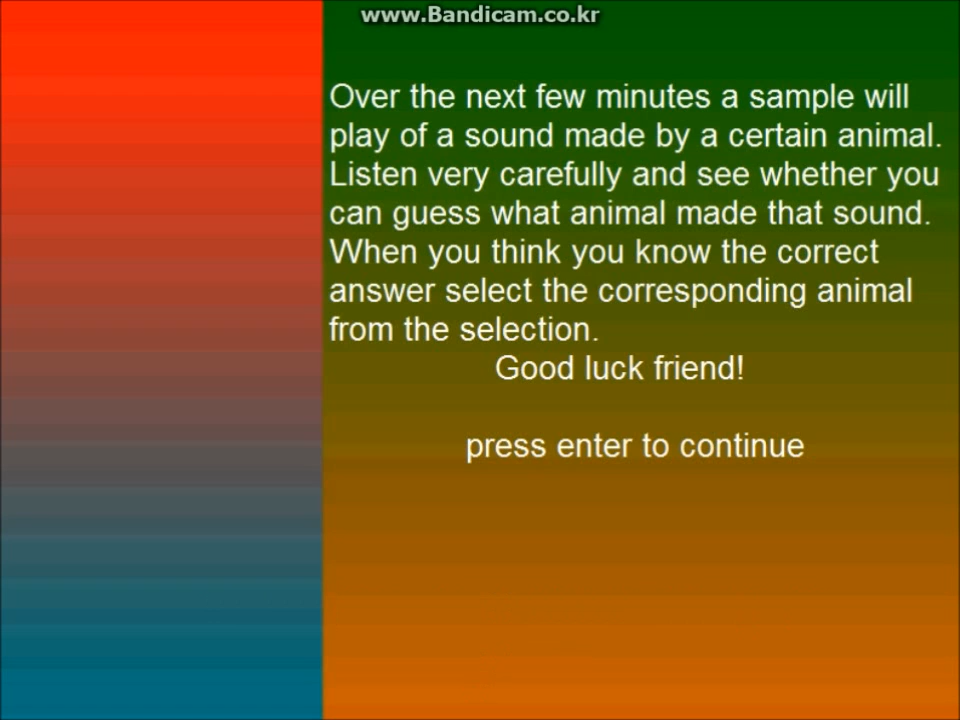 www.Bandicam.co.kr
Over the next few minutes a sample will
play of a sound made by a certain animal.
Listen very carefully and see whether you
can guess what animal made that sound.
When you think you know the correct
answer select the corresponding animal
from the selection.
Good luck friend!
press enter to continue